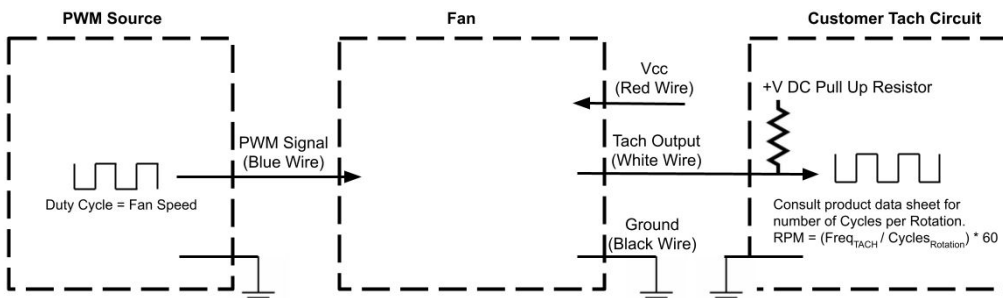 PWM Source
Fan
Customer Tach Circuit
Vcc
(Red Wire)
+V DC Pull Up Resistor
PWM Signal
(Blue Wire)
Tach Output
(White Wire)
Duty Cycle = Fan Speed
Consult product data sheet for
number of Cycles per Rotation.
RPM = (FreqTACH / CyclesRotation) * 60
Ground
(Black Wire)